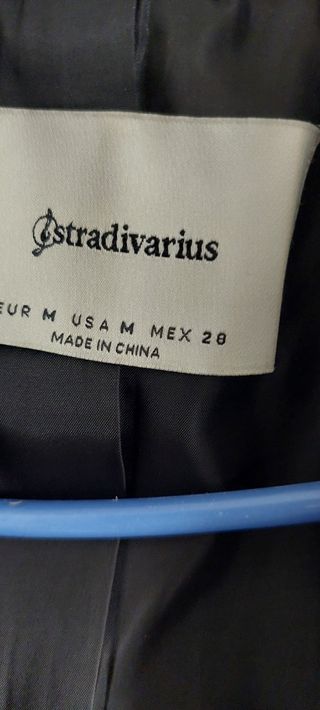 stradivarius
EUR M USA M MEX 28
MADE IN CHINA